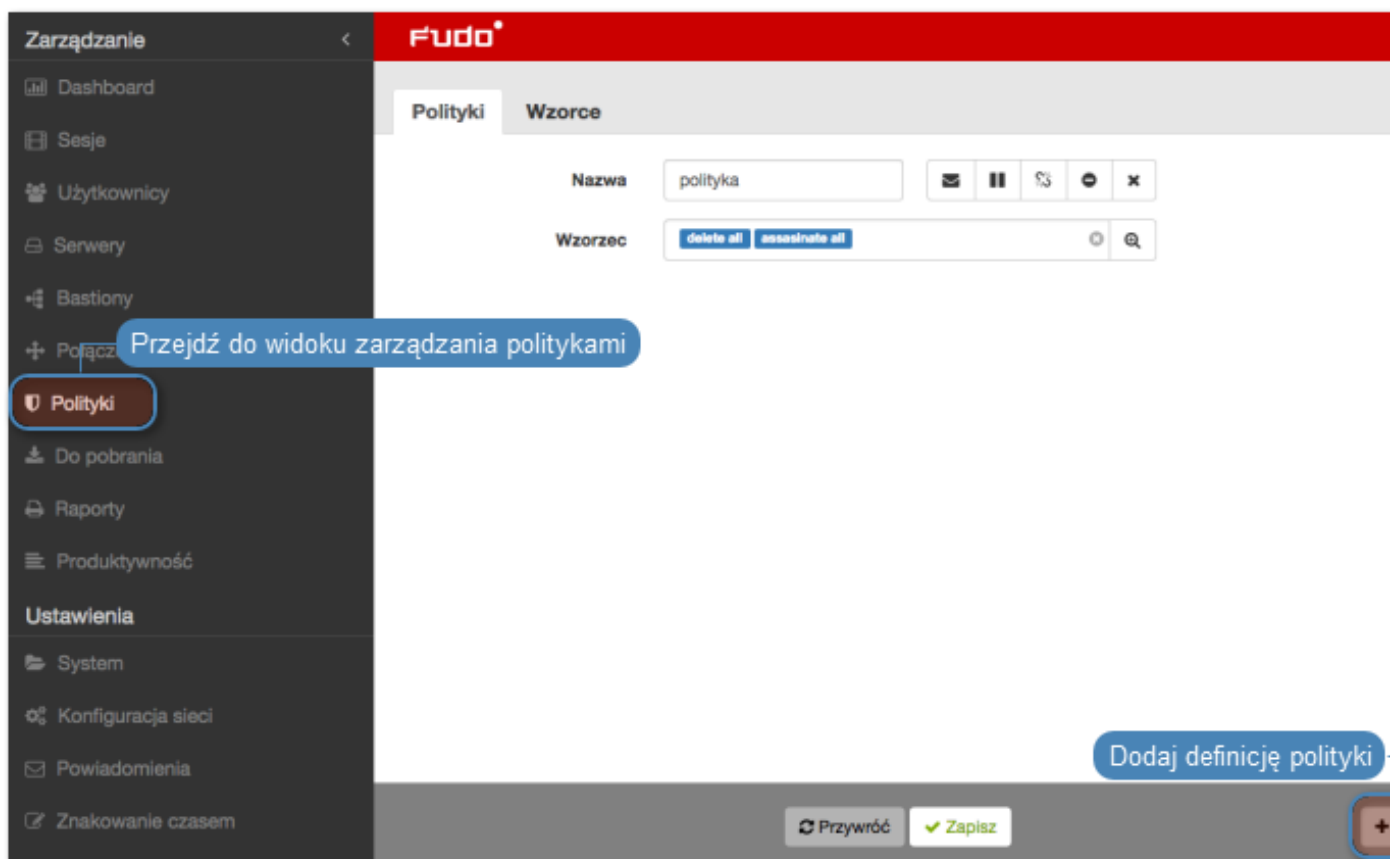 Zarządzanie
Fudo
Dashboard
Sesje
Użytkownicy
Serwery
Bastiony
Połącz
Polityki
Do pobrania
Raporty
Produktywność
Ustawienia
System
Konfiguracja sieci
Powiadomienia
Znakowanie czasem
Przejdź do widoku zarządzania politykami
Polityki Wzorce
Nazwa polityka
Wzorzec delete all assasinate all
Dodaj definicję polityki
Przywróć Zapisz